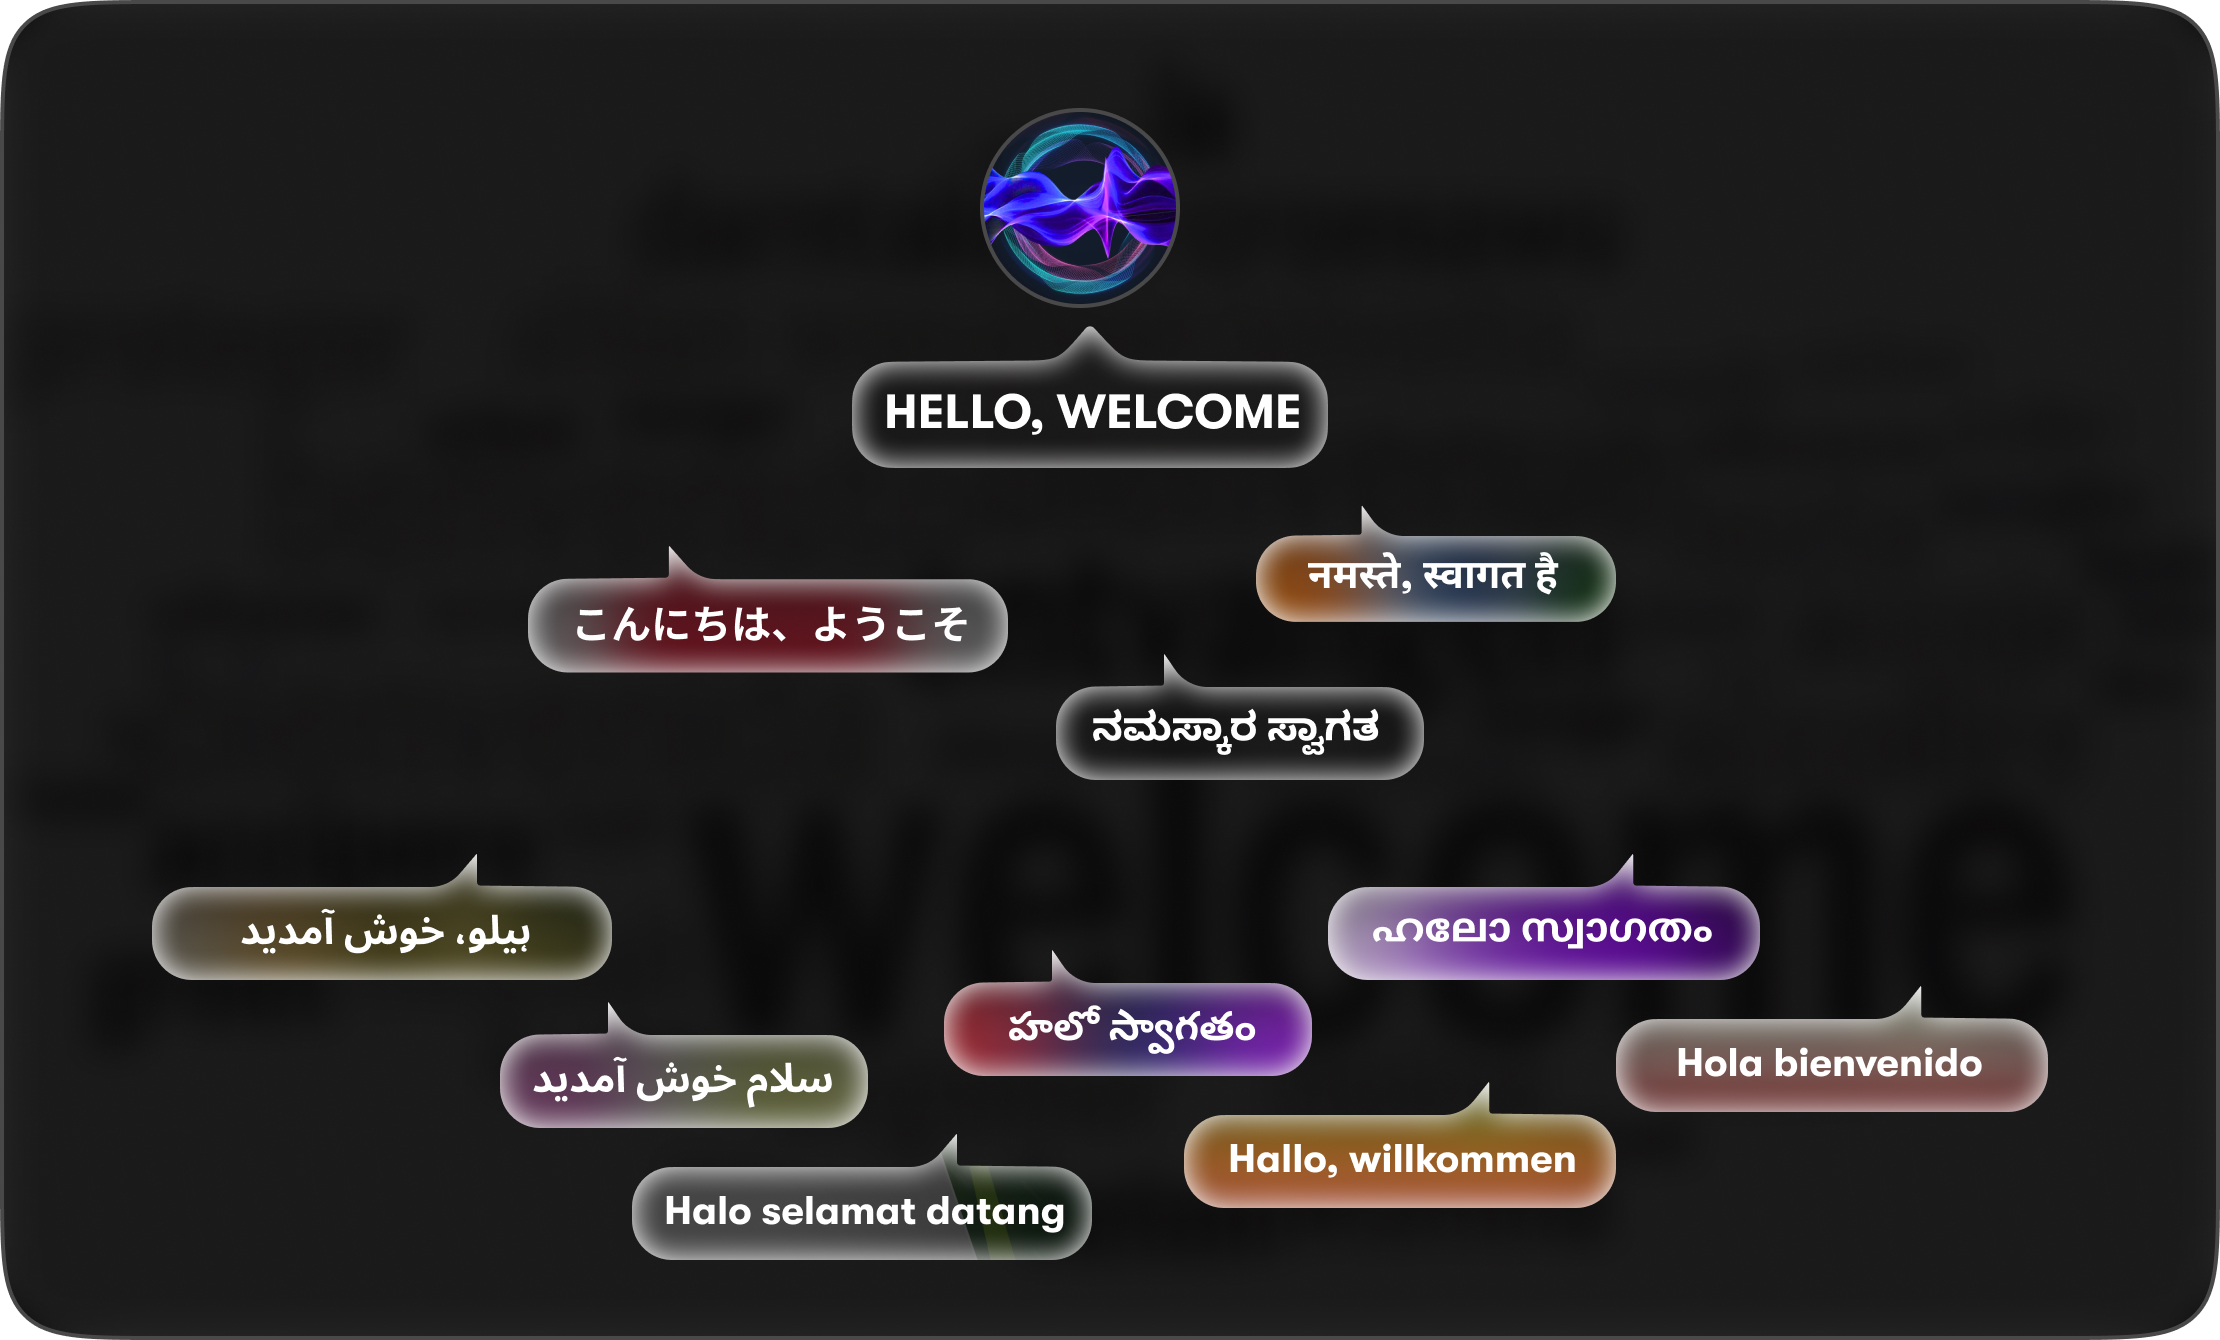 HELLO, WELCOME
नमस्ते, स्वागत है
こんにちは、ようこそ
ನಮಸ್ಕಾರ ಸ್ವಾಗತ
ہیلو، خوش آمدید
ഹലോ സ്വാഗതം
హలో స్వాగతం
Hola bienvenido
سلام خوش آمدید
Hallo, willkommen
Halo selamat datang
welcome